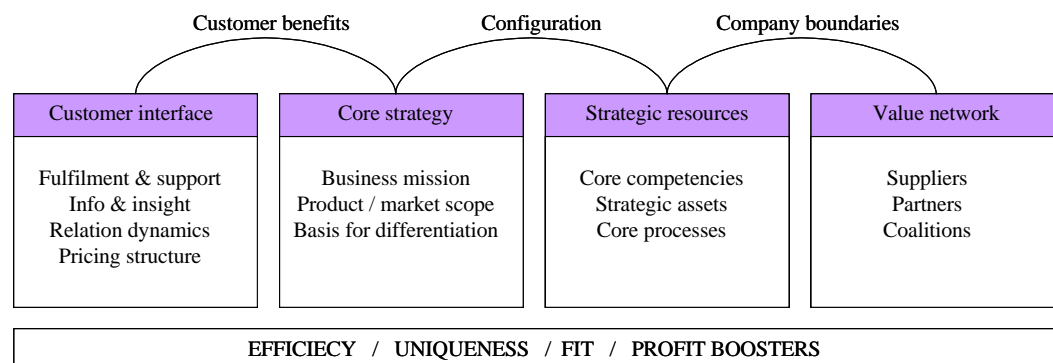 Customer benefits
Configuration
Company boundaries
Customer interface
Core strategy
Strategic resources
Value network
Fulfilment & support
Info & insight
Relation dynamics
Pricing structure
Business mission
Product / market scope
Basis for differentiation
Core competencies
Strategic assets
Core processes
Suppliers
Partners
Coalitions
EFFICIECY / UNIQUENESS / FIT / PROFIT BOOSTERS